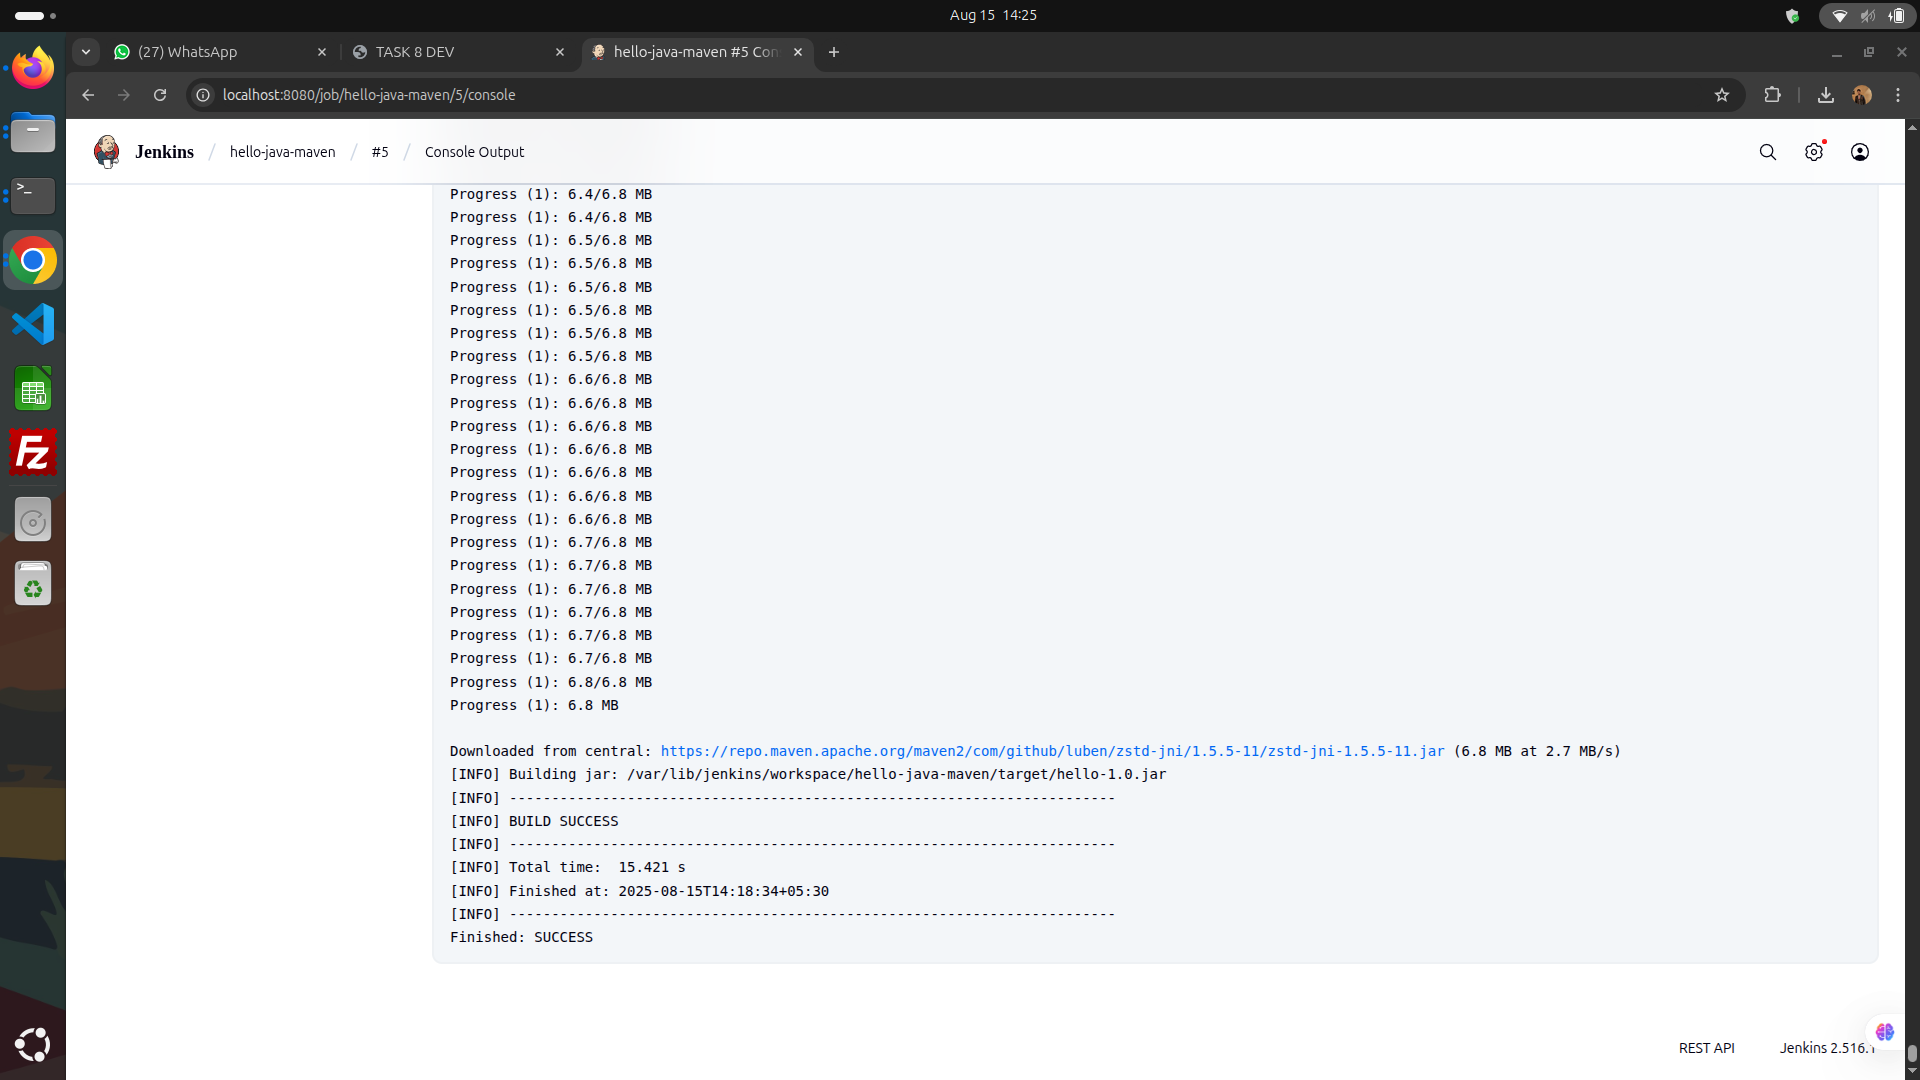 Aug 15 14:25
(27) WhatsApp
TASK 8 DEV
hello-java-maven #5 Con
localhost:8080/job/hello-java-maven/5/console
Jenkins / hello-java-maven / #5 / Console Output
Progress (1): 6.4/6.8 MB
Progress (1): 6.4/6.8 MB
Progress (1): 6.5/6.8 MB
Progress (1): 6.5/6.8 MB
Progress (1): 6.5/6.8 MB
Progress (1): 6.5/6.8 MB
Progress (1): 6.5/6.8 MB
Progress (1): 6.5/6.8 MB
Progress (1): 6.6/6.8 MB
Progress (1): 6.6/6.8 MB
Progress (1): 6.6/6.8 MB
Progress (1): 6.6/6.8 MB
Progress (1): 6.6/6.8 MB
Progress (1): 6.6/6.8 MB
Progress (1): 6.6/6.8 MB
Progress (1): 6.7/6.8 MB
Progress (1): 6.7/6.8 MB
Progress (1): 6.7/6.8 MB
Progress (1): 6.7/6.8 MB
Progress (1): 6.7/6.8 MB
Progress (1): 6.7/6.8 MB
Progress (1): 6.8/6.8 MB
Progress (1): 6.8 MB
Downloaded from central: https://repo.maven.apache.org/maven2/com/github/luben/zstd-jni/1.5.5-11/zstd-jni-1.5.5-11.jar (6.8 MB at 2.7 MB/s)
[INFO] Building jar: /var/lib/jenkins/workspace/hello-java-maven/target/hello-1.0.jar
[INFO] ------------------------------------------------------------------------
[INFO] BUILD SUCCESS
[INFO] ------------------------------------------------------------------------
[INFO] Total time:  15.421 s
[INFO] Finished at: 2025-08-15T14:18:34+05:30
[INFO] ------------------------------------------------------------------------
Finished: SUCCESS
REST API
Jenkins 2.516.1